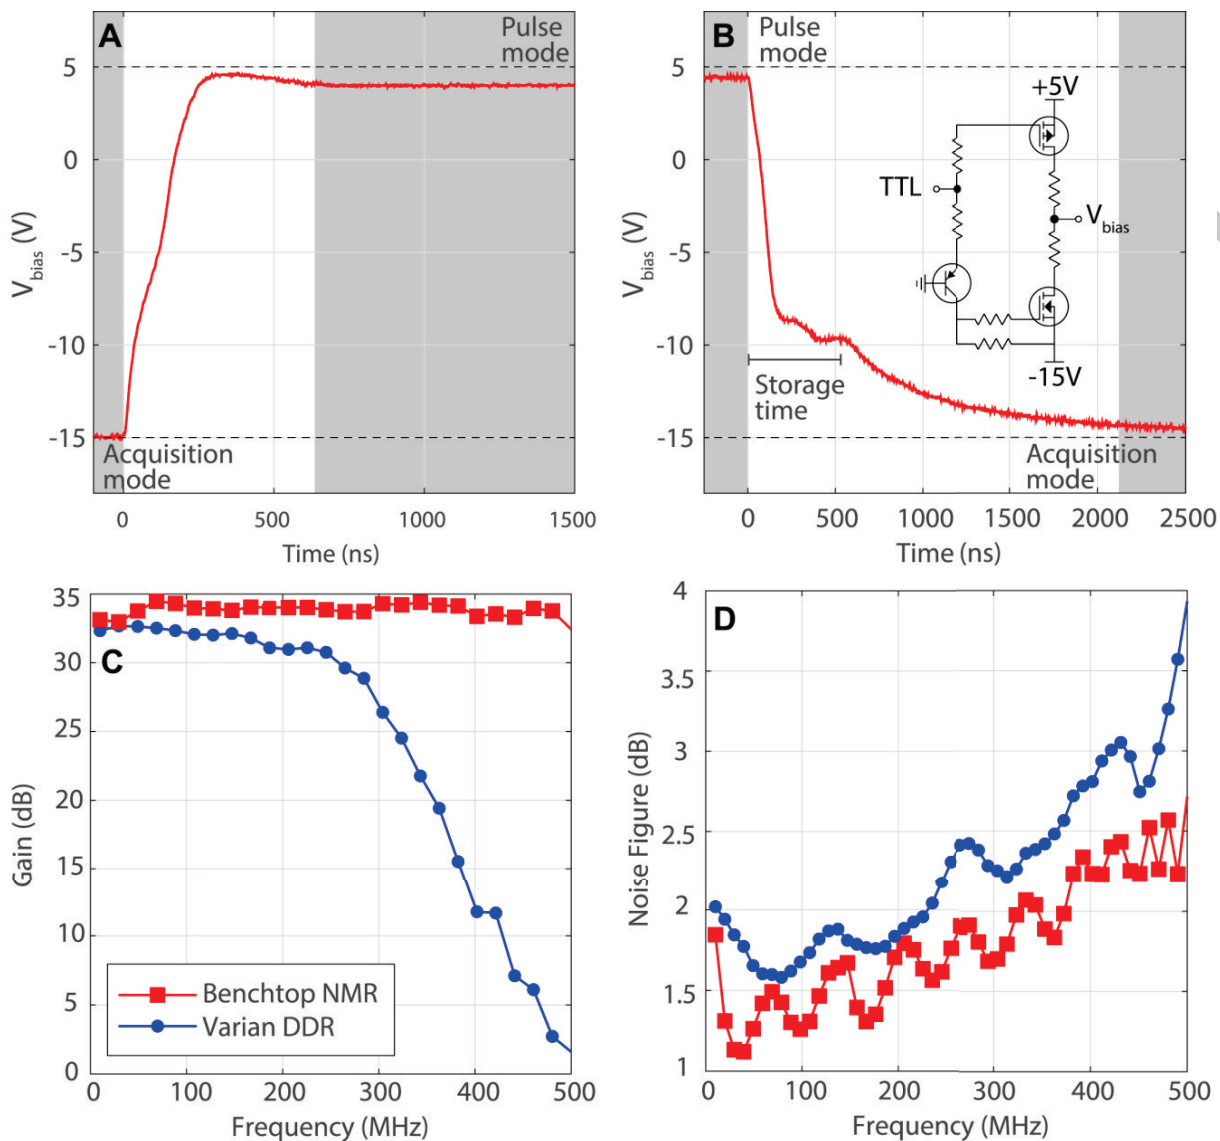 A
Pulse
mode
5
0
-5
-10
-15
V_bias (V)
Acquisition
mode
0
500
1000
1500
Time (ns)
B
Pulse
mode
5
0
-5
-10
-15
V_bias (V)
+5V
TTL
V_bias
-15V
Storage
time
Acquisition
mode
0
500
1000
1500
2000
2500
Time (ns)
35
30
25
20
15
10
5
0
Gain (dB)
C
Benchtop NMR
Varian DDR
0
100
200
300
400
500
Frequency (MHz)
4
3.5
3
2.5
2
1.5
1
Noise Figure (dB)
D
0
100
200
300
400
500
Frequency (MHz)